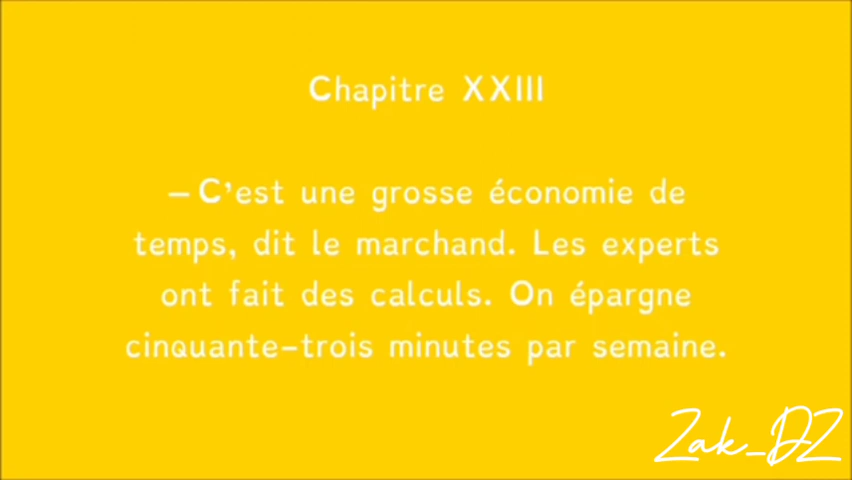 Chapitre XXIII
– C'est une grosse économie de
temps, dit le marchand. Les experts
ont fait des calculs. On épargne
cinquante-trois minutes par semaine.
Zak_DZ